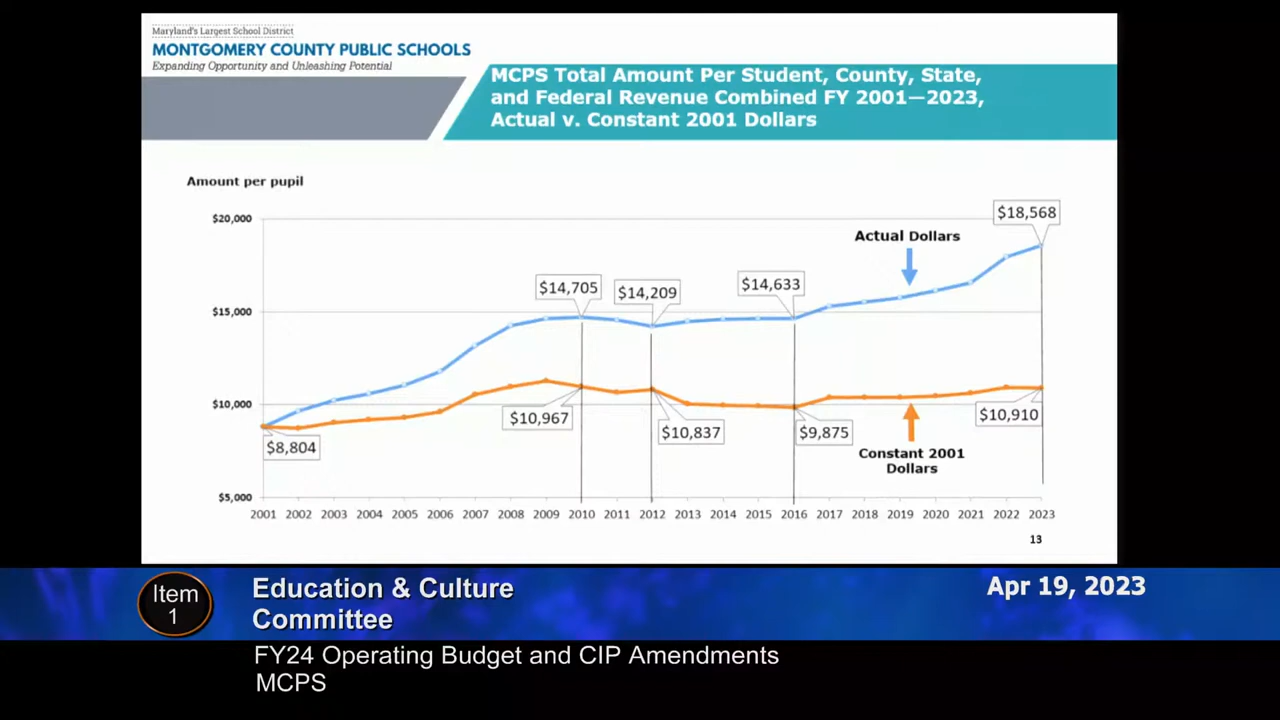 Maryland's Largest School District
MONTGOMERY COUNTY PUBLIC SCHOOLS
Expanding Opportunity and Unleashing Potential
MCPS Total Amount Per Student, County, State,
and Federal Revenue Combined FY 2001—2023,
Actual v. Constant 2001 Dollars
Amount per pupil
$20,000
$15,000
$10,000
$5,000
$18,568
Actual Dollars
$14,705
$14,209
$14,633
$8,804
$10,967
$10,837
$9,875
$10,910
Constant 2001
Dollars
2001 2002 2003 2004 2005 2006 2007 2008 2009 2010 2011 2012 2013 2014 2015 2016 2017 2018 2019 2020 2021 2022 2023
13
Item
1
Education & Culture
Committee
Apr 19, 2023
FY24 Operating Budget and CIP Amendments
MCPS